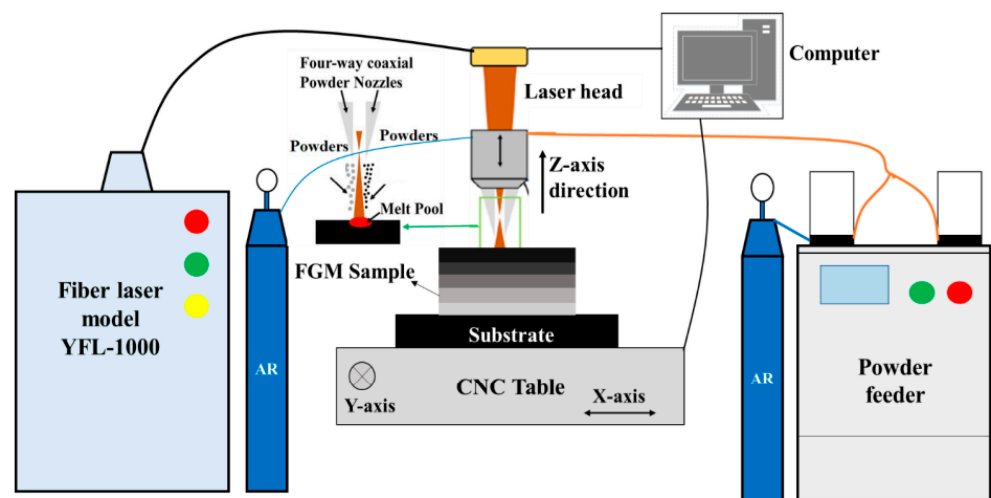 Four-way coaxial
Powder Nozzles
Computer
Laser head
Powders
Powders
Z-axis
direction
Melt Pool
FGM Sample
Fiber laser
model
YFL-1000
Substrate
AR
AR
CNC Table
Y-axis
X-axis
Powder
feeder